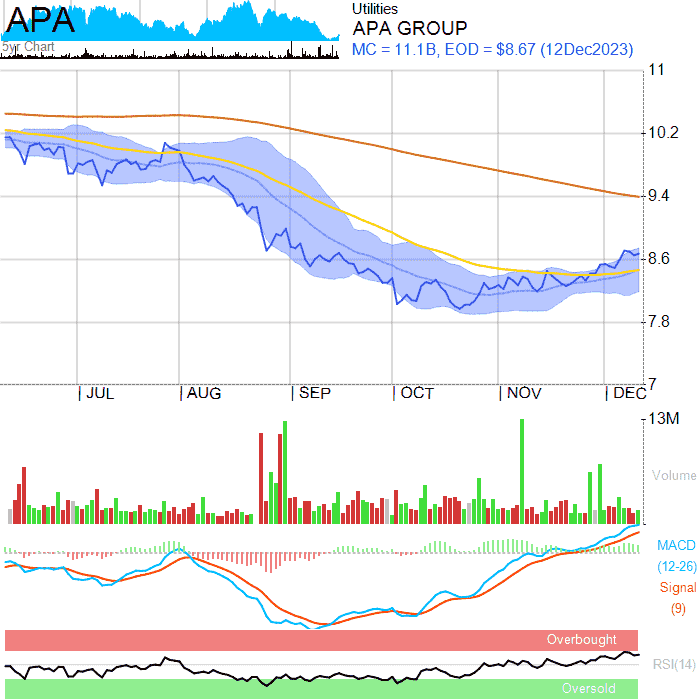 APA
5yr Chart
Utilities
APA GROUP
MC = 11.1B, EOD = $8.67 (12Dec2023)
11
10.2
9.4
8.6
7.8
7
JUL AUG SEP OCT NOV DEC
13M
Volume
MACD
(12-26)
Signal
(9)
Overbought
RSI(14)
Oversold